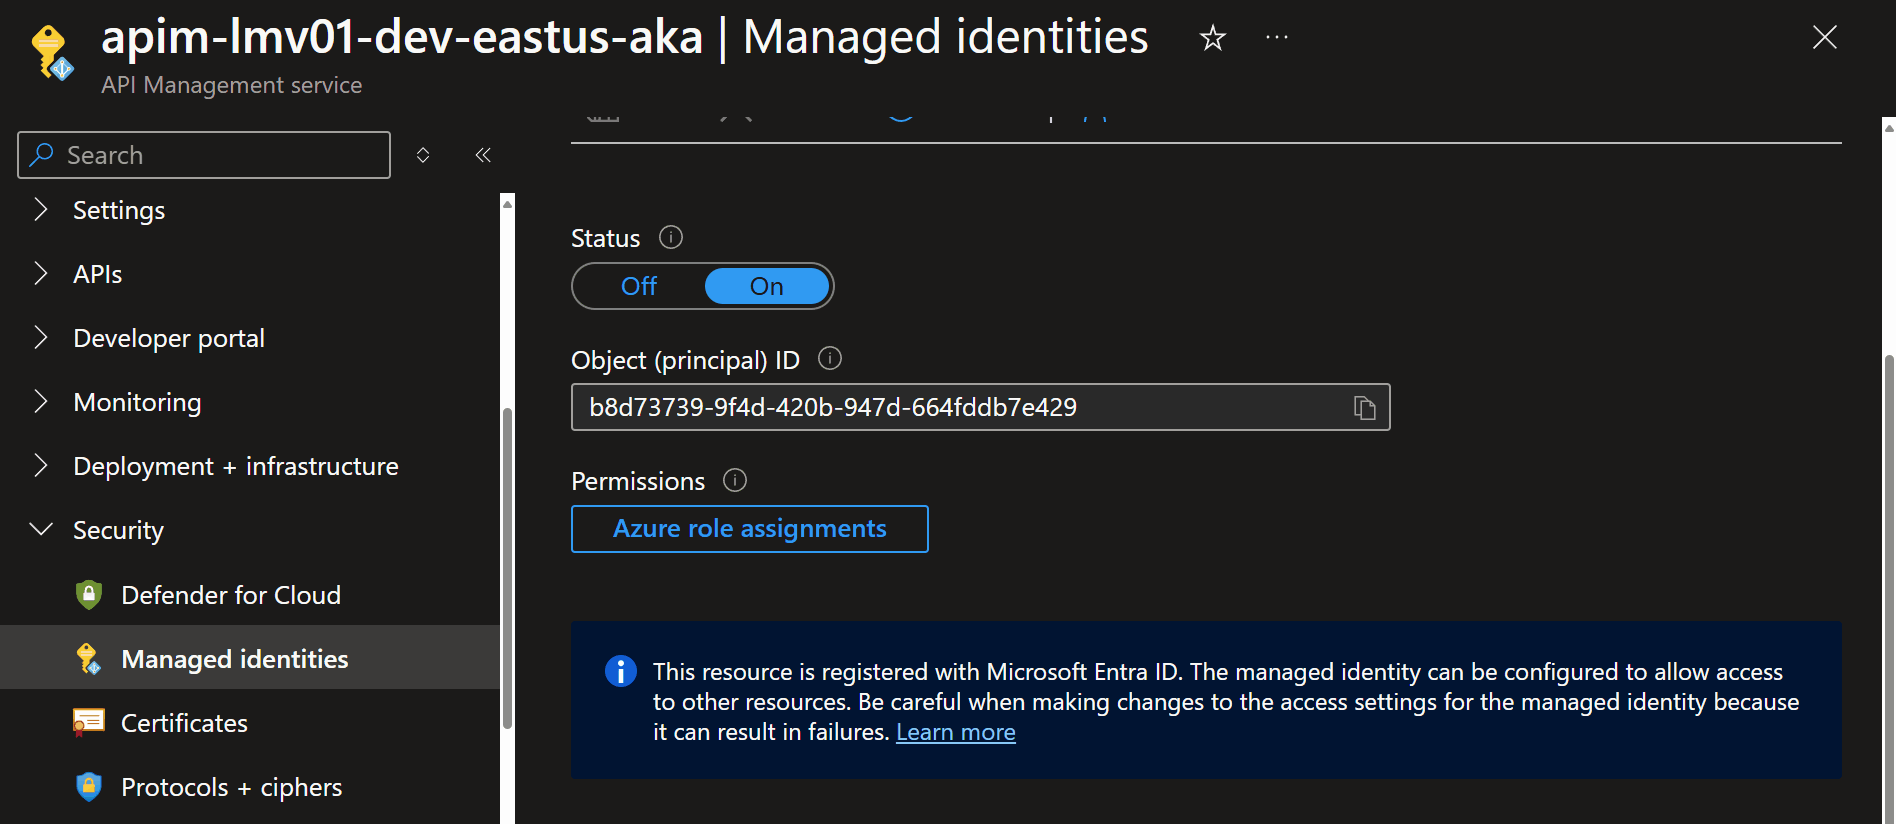 apim-lmv01-dev-eastus-aka | Managed identities
API Management service
Search
Settings
APIs
Developer portal
Monitoring
Deployment + infrastructure
Security
Defender for Cloud
Managed identities
Certificates
Protocols + ciphers
Status
Off
On
Object (principal) ID
b8d73739-9f4d-420b-947d-664fddb7e429
Permissions
Azure role assignments
This resource is registered with Microsoft Entra ID. The managed identity can be configured to allow access
to other resources. Be careful when making changes to the access settings for the managed identity because
it can result in failures. Learn more